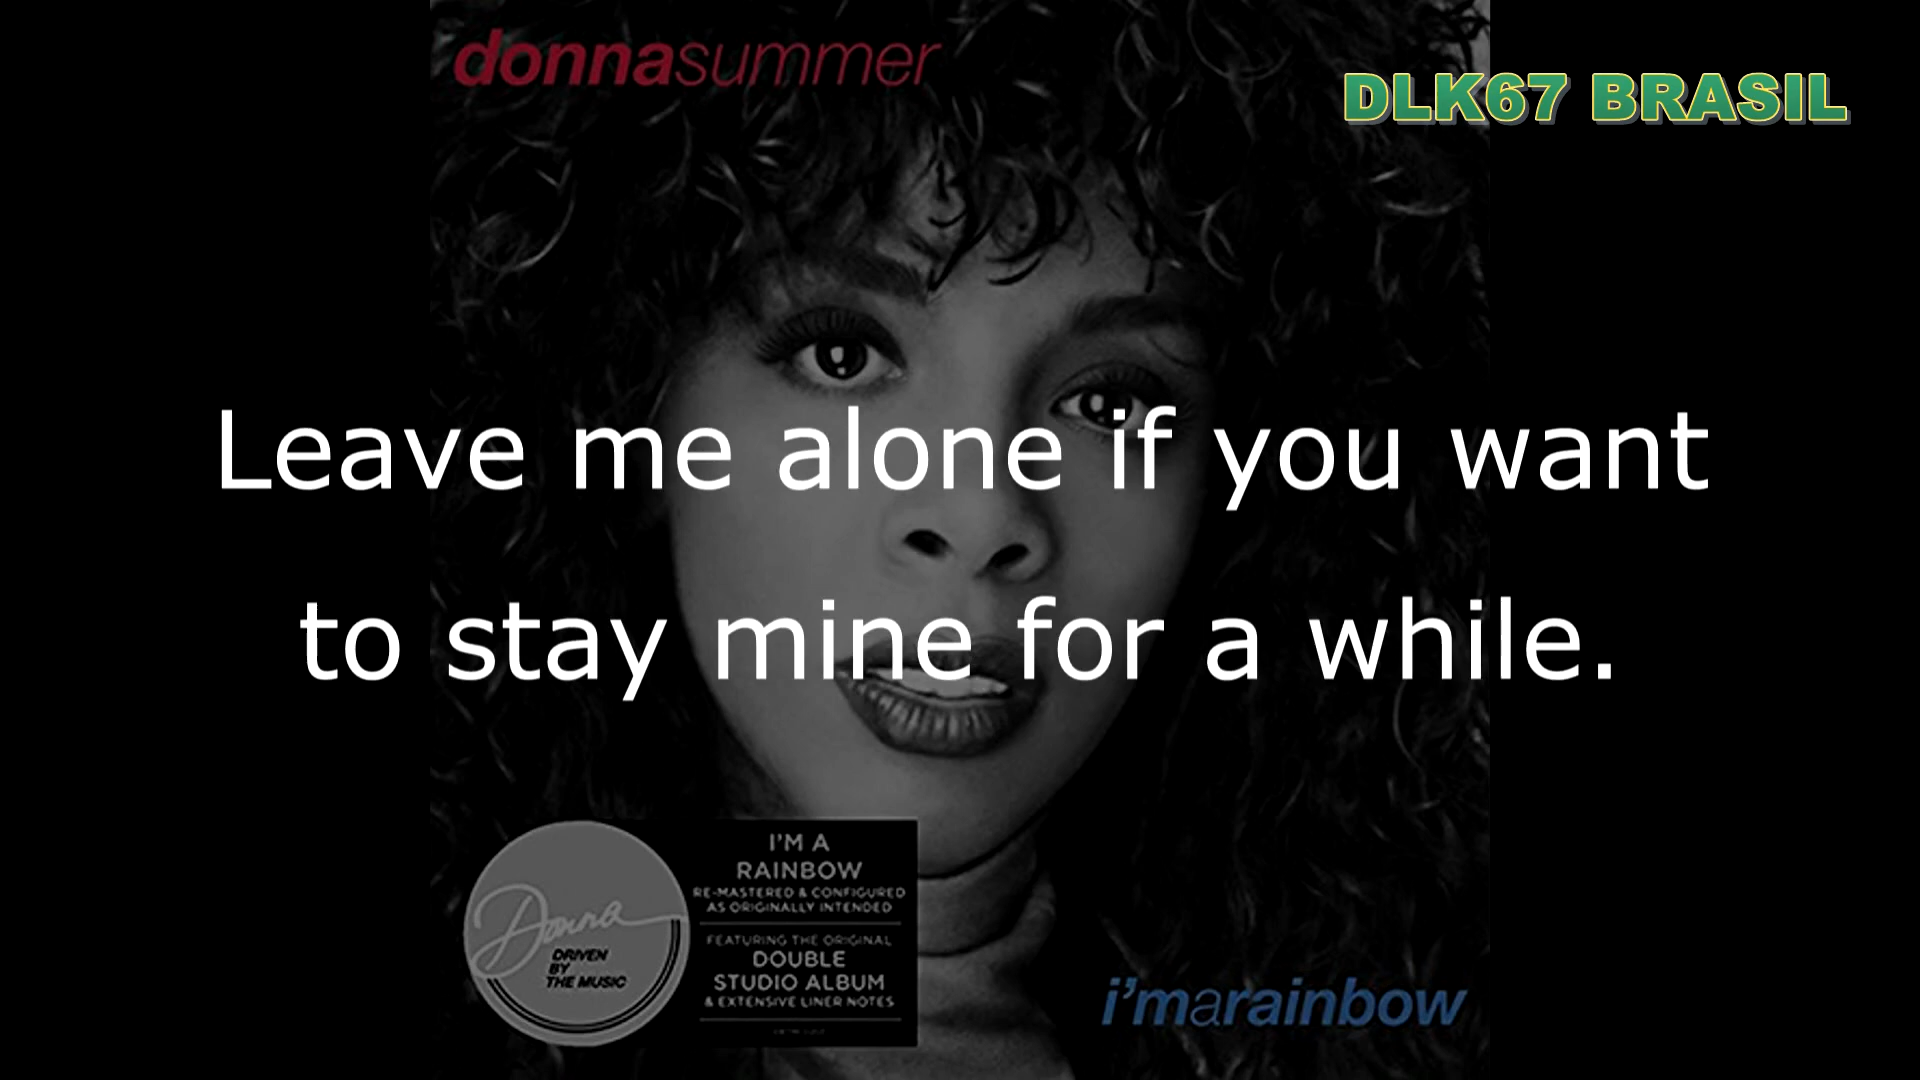 donnasummer
DLK67 BRASIL
Leave me alone if you want
to stay mine for a while.
I'M A
RAINBOW
RE-MASTERED & CONFIGURED
AS ORIGINALLY INTENDED
FEATURING THE ORIGINAL
DOUBLE
STUDIO ALBUM
& EXTENSIVE LINER NOTES
Donna
DRIVEN
BY
THE MUSIC
i'marainbow